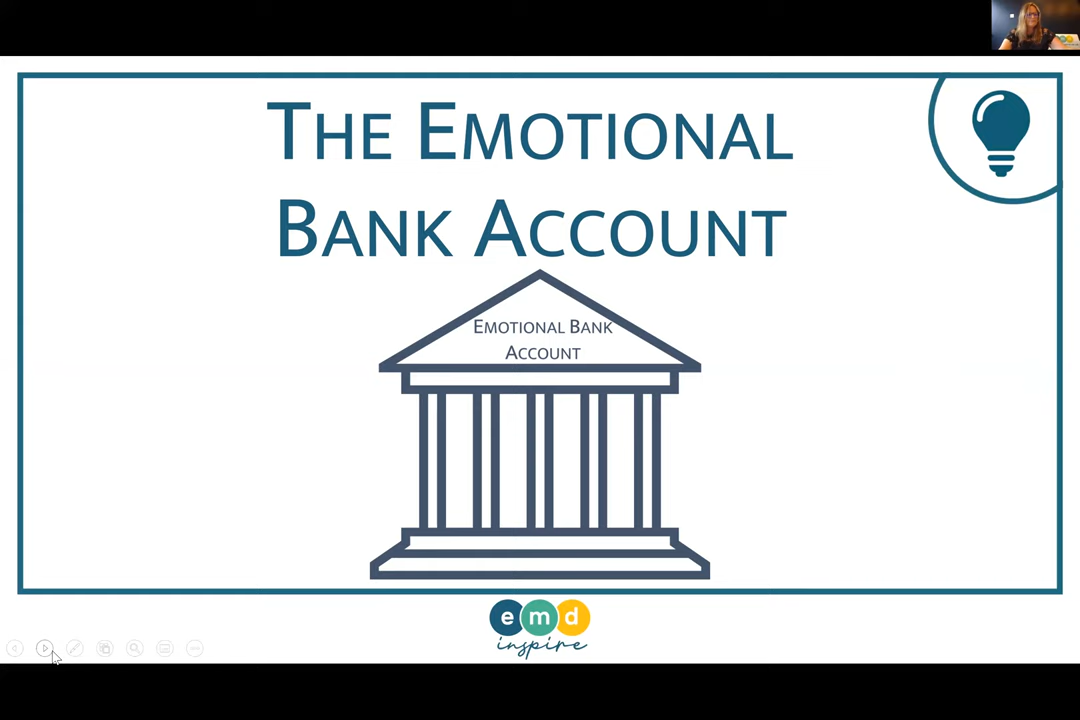 THE EMOTIONAL
BANK ACCOUNT
EMOTIONAL BANK
ACCOUNT
emd
inspire